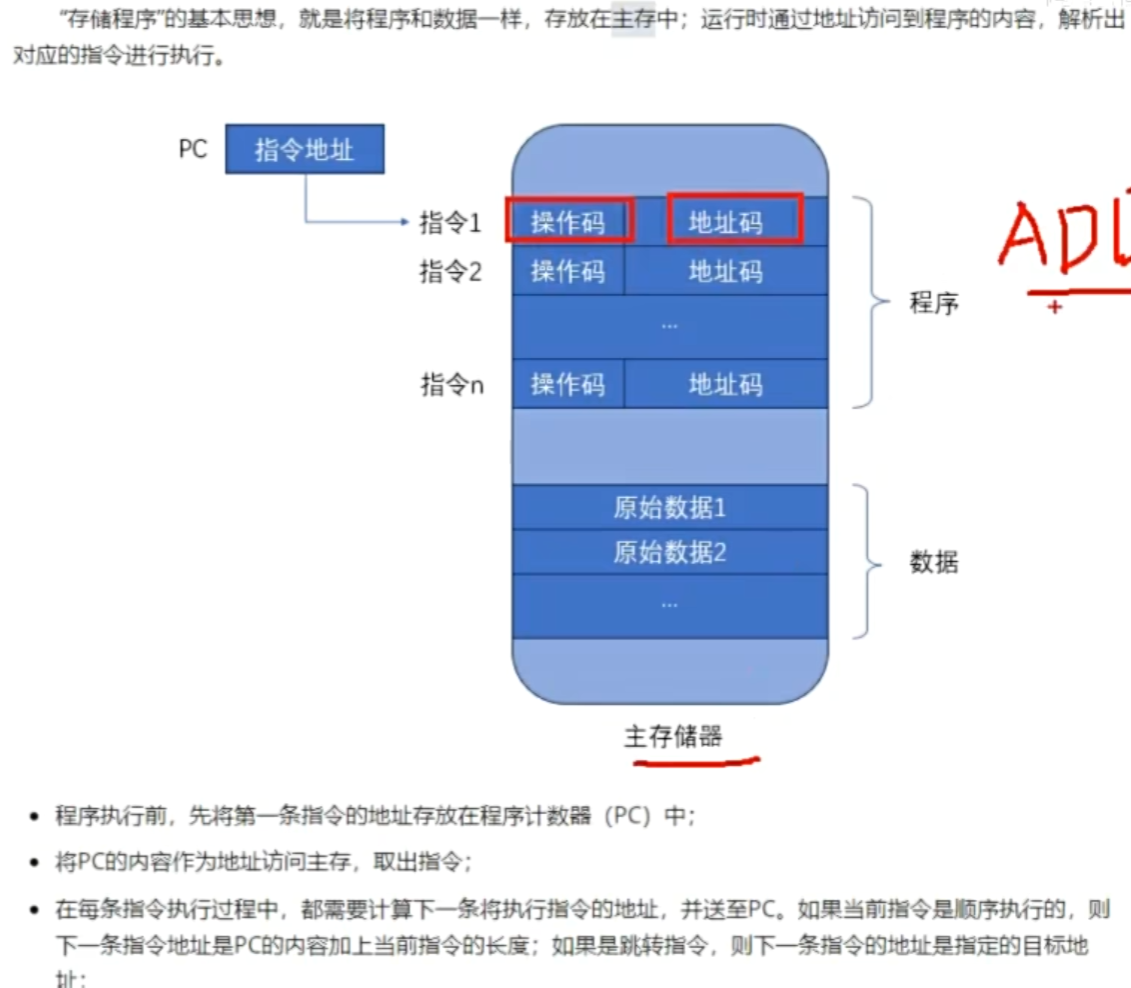 “存储程序”的基本思想，就是将程序和数据一样，存放在主存中；运行时通过地址访问到程序的内容，解析出
对应的指令进行执行。
PC 指令地址
指令1 操作码 地址码
指令2 操作码 地址码
...
指令n 操作码 地址码
程序
原始数据1
原始数据2
...
数据
主存储器
• 程序执行前，先将第一条指令的地址存放在程序计数器（PC）中；
• 将PC的内容作为地址访问主存，取出指令；
• 在每条指令执行过程中，都需要计算下一条将执行指令的地址，并送至PC。如果当前指令是顺序执行的，则
下一条指令地址是PC的内容加上当前指令的长度；如果是跳转指令，则下一条指令的地址是指定的目标地
址；